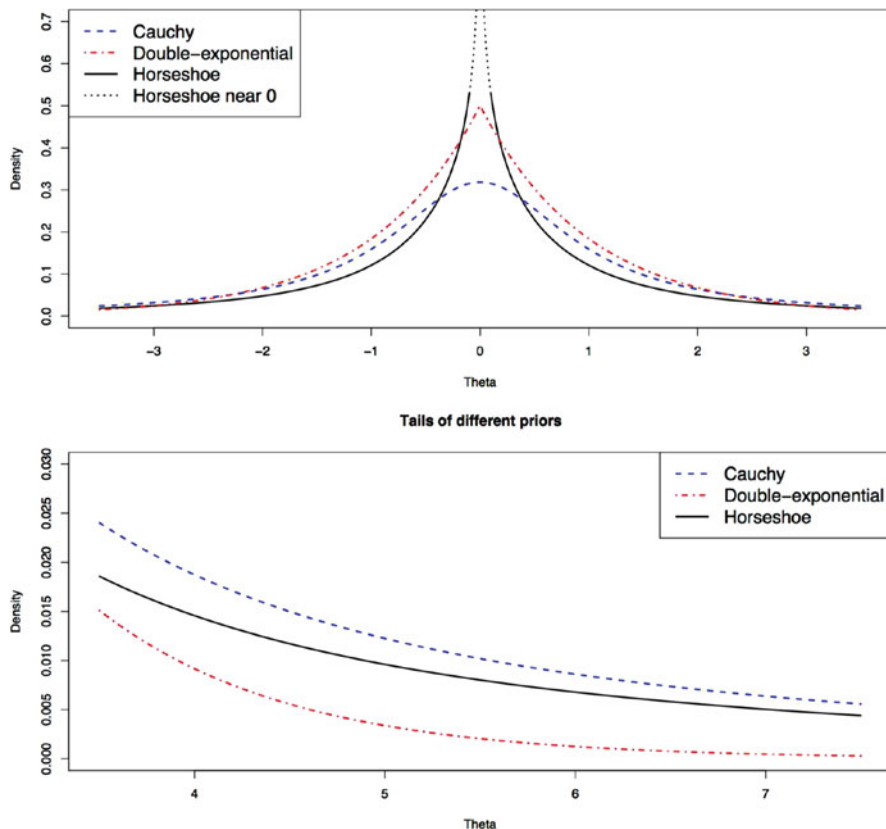 Cauchy
Double−exponential
Horseshoe
Horseshoe near 0
Density
0.7
0.6
0.5
0.4
0.3
0.2
0.1
0.0
−3 −2 −1 0 1 2 3
Theta
Tails of different priors
Cauchy
Double−exponential
Horseshoe
Density
0.030
0.025
0.020
0.015
0.010
0.005
0.000
4 5 6 7
Theta